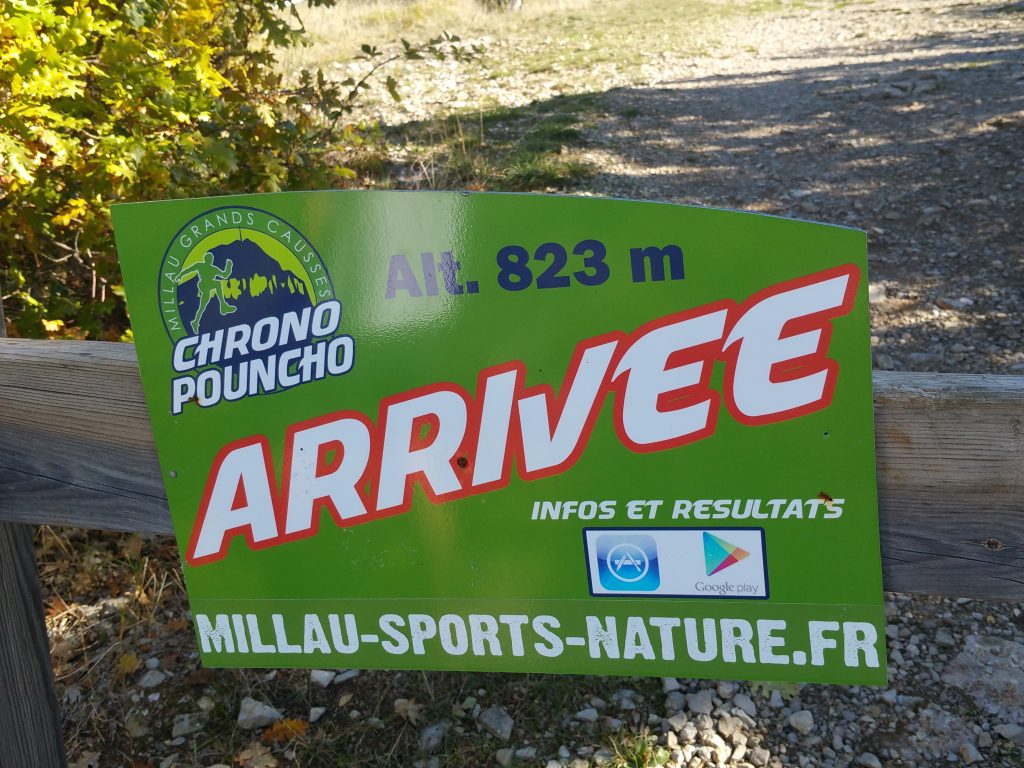 MILLAU GRANDS CAUSSES
CHRONO
POUNCHO
Alt. 823 m
ARRIVEE
INFOS ET RESULTATS
Google play
MILLAU-SPORTS-NATURE.FR